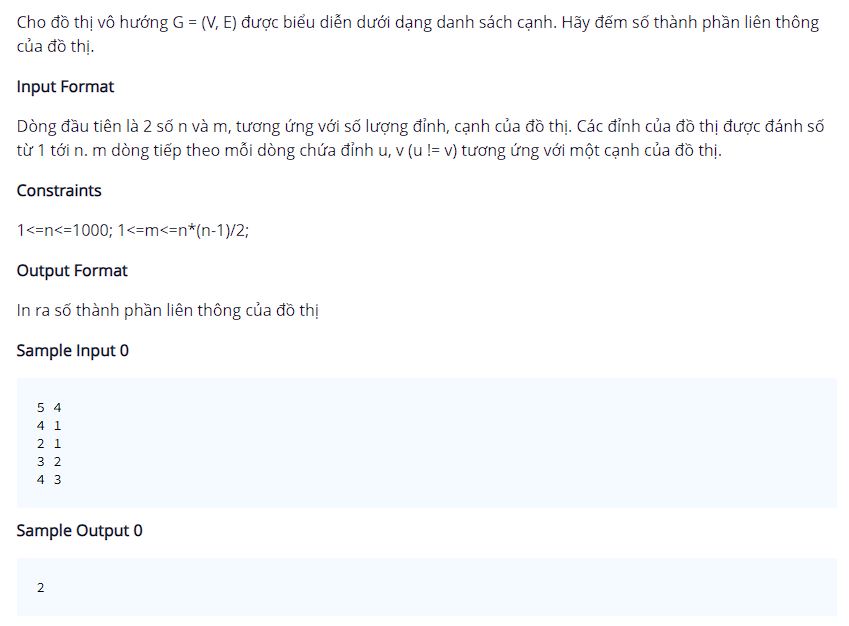 Cho đồ thị vô hướng G = (V, E) được biểu diễn dưới dạng danh sách cạnh. Hãy đếm số thành phần liên thông
của đồ thị.
Input Format
Dòng đầu tiên là 2 số n và m, tương ứng với số lượng đỉnh, cạnh của đồ thị. Các đỉnh của đồ thị được đánh số
từ 1 tới n. m dòng tiếp theo mỗi dòng chứa đỉnh u, v (u != v) tương ứng với một cạnh của đồ thị.
Constraints
1<=n<=1000; 1<=m<=n*(n-1)/2;
Output Format
In ra số thành phần liên thông của đồ thị
Sample Input 0
5 4
4 1
2 1
3 2
4 3
Sample Output 0
2